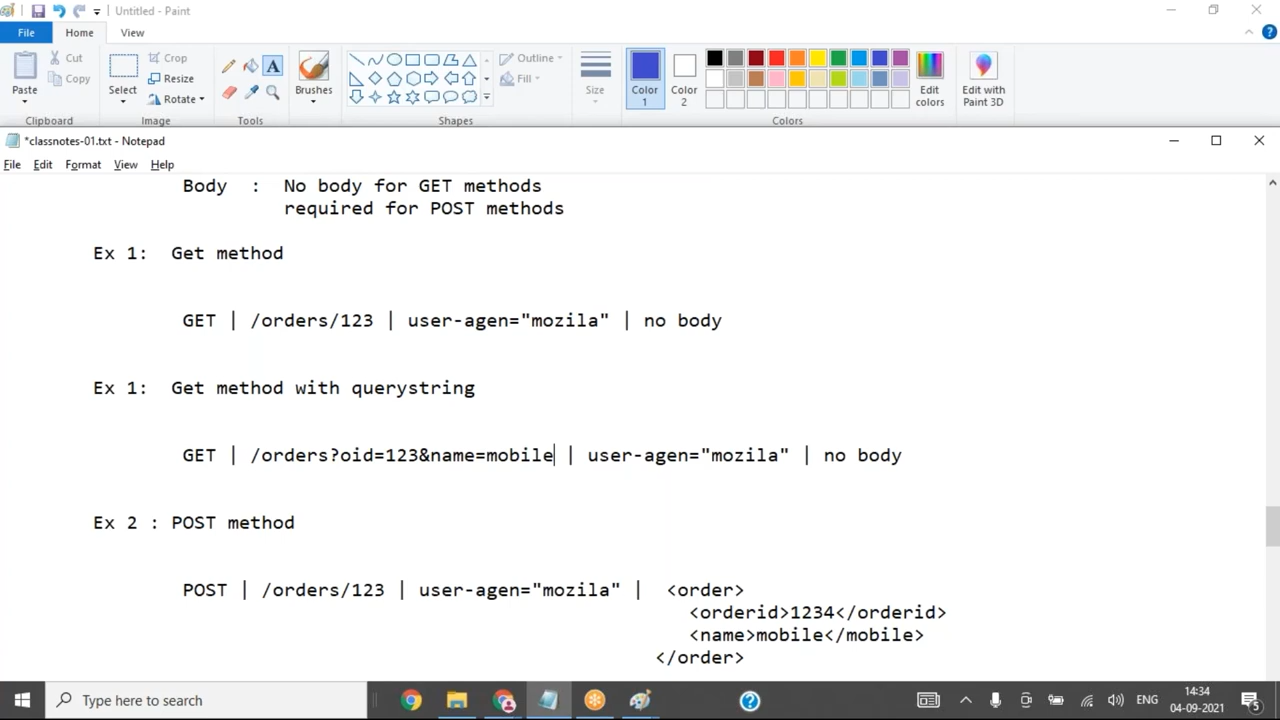 Untitled - Paint
File Home View
Paste
Cut
Copy
Clipboard
Select
Crop
Resize
Rotate
Image
Tools
Brushes
Shapes
Outline
Fill
Size
Color 1
Color 2
Colors
Edit colors
Edit with Paint 3D
*classnotes-01.txt - Notepad
File Edit Format View Help
Body : No body for GET methods
required for POST methods
Ex 1: Get method
GET | /orders/123 | user-agen="mozila" | no body
Ex 1: Get method with querystring
GET | /orders?oid=123&name=mobile | user-agen="mozila" | no body
Ex 2 : POST method
POST | /orders/123 | user-agen="mozila" | <order>
<orderid>1234</orderid>
<name>mobile</mobile>
</order>
Type here to search
ENG
14:34
04-09-2021
5